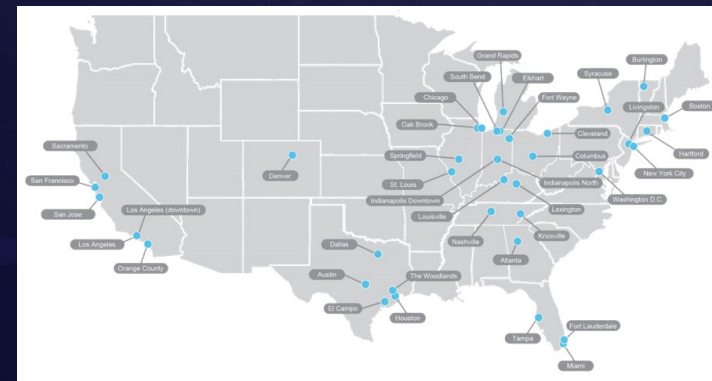 Grand Rapids
Burlington
South Bend
Elkhart
Syracuse
Chicago
Fort Wayne
Livingston
Boston
Oak Brook
Cleveland
Sacramento
Springfield
Columbus
Hartford
San Francisco
Denver
St. Louis
Indianapolis North
New York City
San Jose
Los Angeles (downtown)
Indianapolis Downtown
Washington D.C.
Louisville
Lexington
Los Angeles
Dallas
Nashville
Knoxville
Orange County
Atlanta
Austin
The Woodlands
El Campo
Houston
Fort Lauderdale
Tampa
Miami